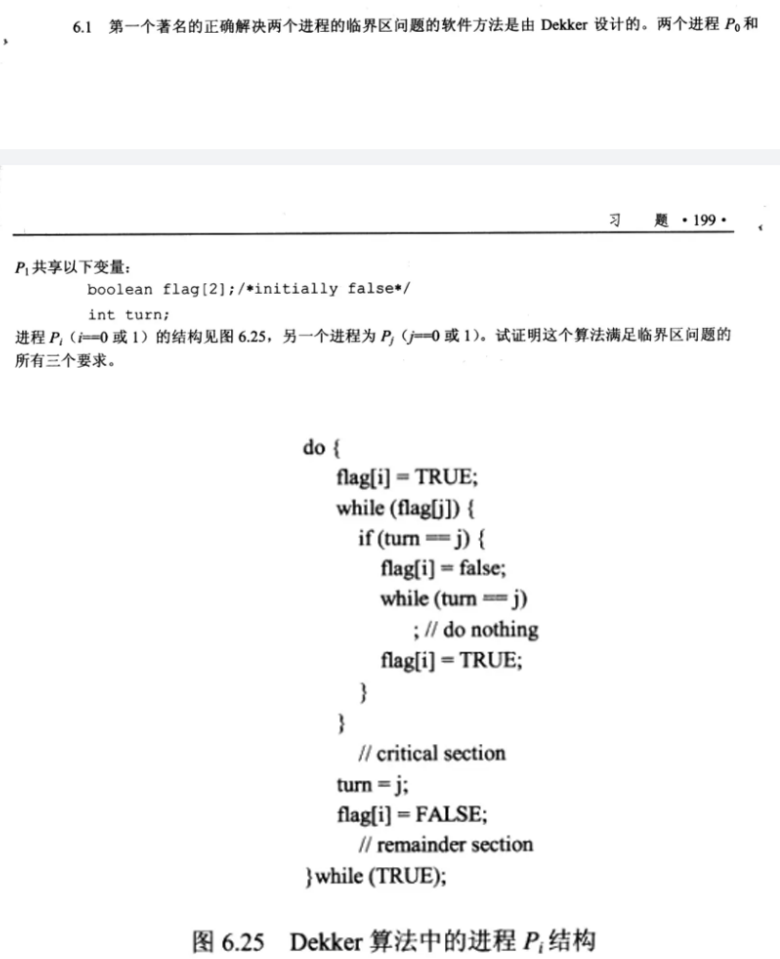 6.1 第一个著名的正确解决两个进程的临界区问题的软件方法是由 Dekker 设计的。两个进程 P0 和
习 题 ·199·
P1 共享以下变量：
boolean flag[2];/*initially false*/
int turn;
进程 Pi（i==0 或 1）的结构见图 6.25，另一个进程为 Pj（j==0 或 1）。试证明这个算法满足临界区问题的
所有三个要求。
do {
flag[i] = TRUE;
while (flag[j]) {
if (turn == j) {
flag[i] = false;
while (turn == j)
; // do nothing
flag[i] = TRUE;
}
}
// critical section
turn = j;
flag[i] = FALSE;
// remainder section
}while (TRUE);
图 6.25 Dekker 算法中的进程 Pi 结构